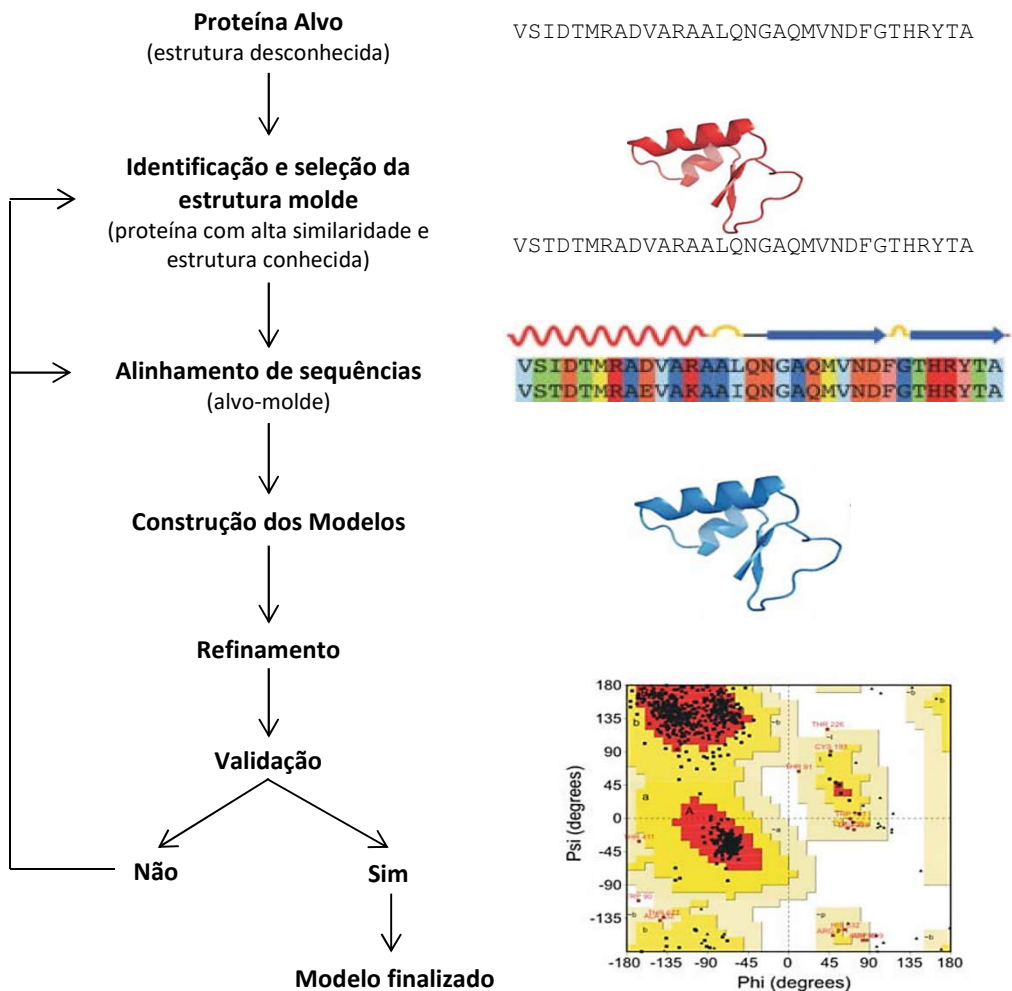 Proteína Alvo
(estrutura desconhecida)
VSIDTMRADVARAALQNGAQMVNDFGTHRYTA
Identificação e seleção da
estrutura molde
(proteína com alta similaridade e
estrutura conhecida)
VSTDTMRADVARAALQNGAQMVNDFGTHRYTA
Alinhamento de sequências
(alvo-molde)
VSIDTMRADVARAALQNGAQMVNDFGTHRYTA
VSTDTMRAEVAKAAIQNGAQMVNDFGTHRYTA
Construção dos Modelos
Refinamento
Validação
Não
Sim
Modelo finalizado
180
135
90
45
0
-45
-90
-135
Psi (degrees)
b
a
A
~b
~a
~p
THR 226
CYS 193
-180 -135 -90 -45 0 45 90 135 180
Phi (degrees)